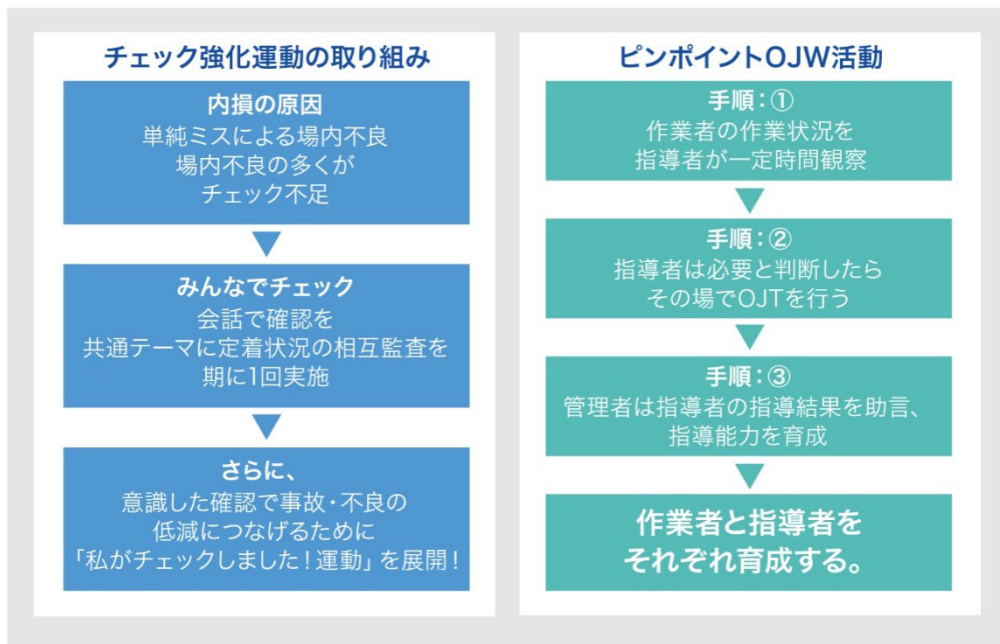 チェック強化運動の取り組み
内損の原因
単純ミスによる場内不良
場内不良の多くが
チェック不足
みんなでチェック
会話で確認を
共通テーマに定着状況の相互監査を
期に1回実施
さらに、
意識した確認で事故・不良の
低減につなげるために
「私がチェックしました！運動」を展開！
ピンポイントOJW活動
手順：①
作業者の作業状況を
指導者が一定時間観察
手順：②
指導者は必要と判断したら
その場でOJTを行う
手順：③
管理者は指導者の指導結果を助言、
指導能力を育成
作業者と指導者を
それぞれ育成する。